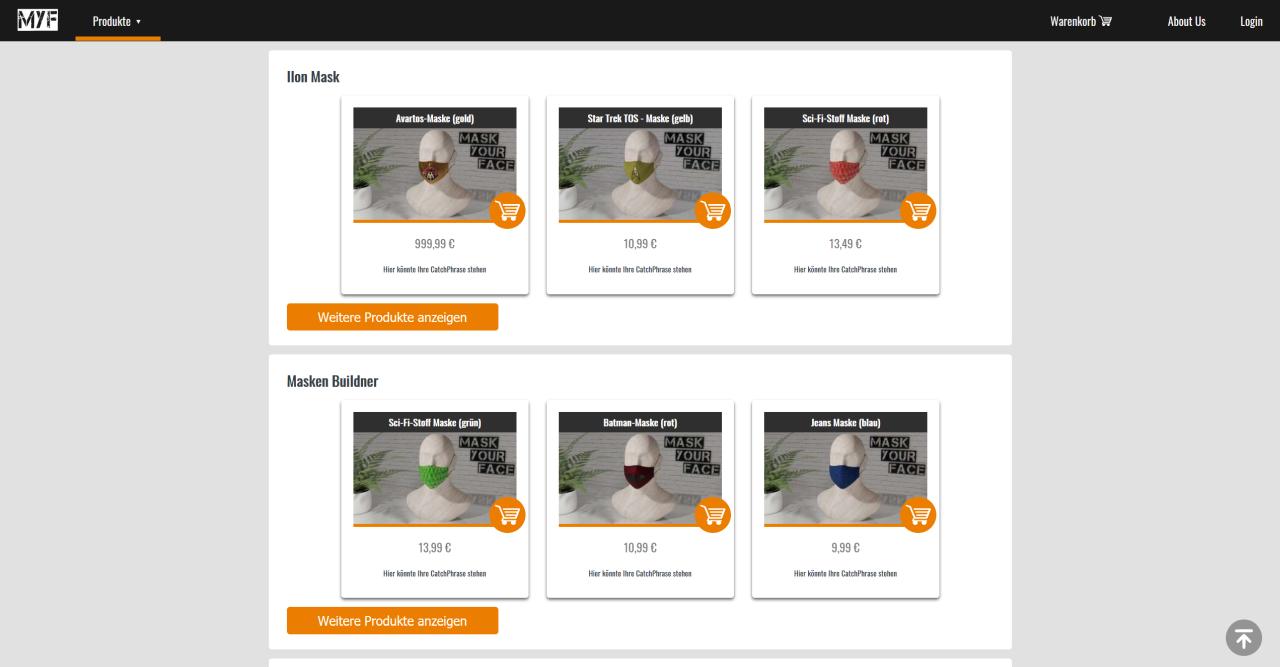 MYF Produkte ▼ Warenkorb About Us Login
Ilon Mask
Avartos-Maske (gold) Star Trek TOS - Maske (gelb) Sci-Fi-Stoff Maske (rot)
MASK YOUR FACE MASK YOUR FACE MASK YOUR FACE
999,99 € 10,99 € 13,49 €
Hier könnte Ihre CatchPhrase stehen Hier könnte Ihre CatchPhrase stehen Hier könnte Ihre CatchPhrase stehen
Weitere Produkte anzeigen
Masken Buildner
Sci-Fi-Stoff Maske (grün) Batman-Maske (rot) Jeans Maske (blau)
MASK YOUR FACE MASK YOUR FACE MASK YOUR FACE
13,99 € 10,99 € 9,99 €
Hier könnte Ihre CatchPhrase stehen Hier könnte Ihre CatchPhrase stehen Hier könnte Ihre CatchPhrase stehen
Weitere Produkte anzeigen